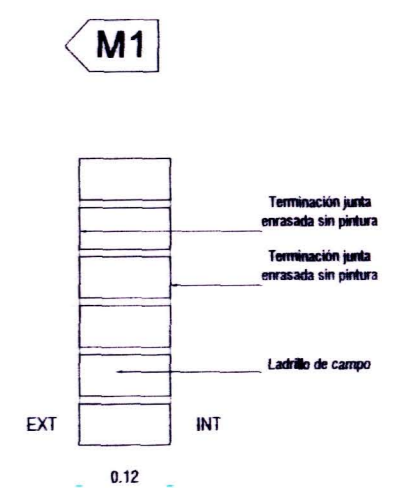 M1
Terminación junta
enrasada sin pintura
Terminación junta
enrasada sin pintura
Ladrillo de campo
EXT
INT
0.12